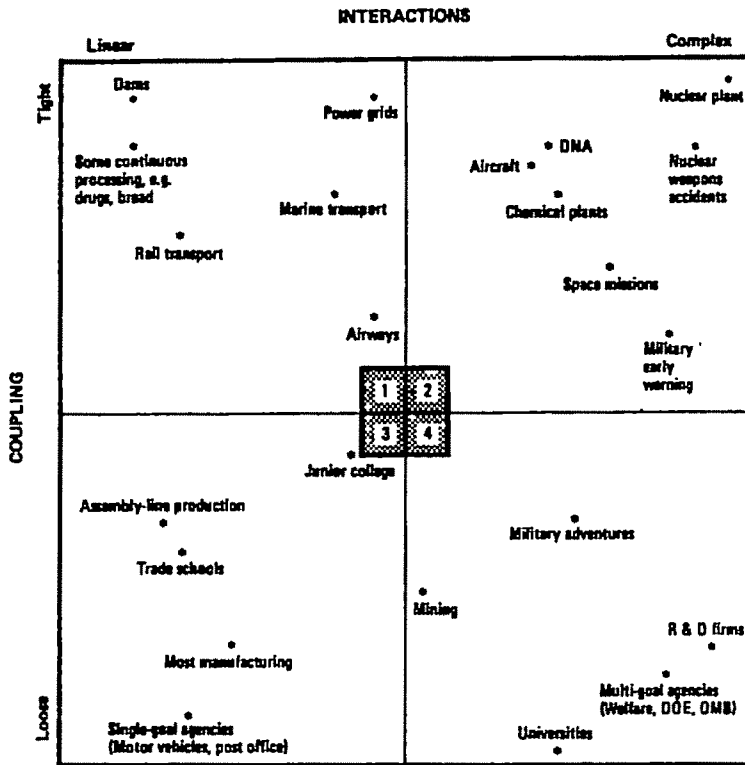 INTERACTIONS
Linear
Complex
Tight
Dams
Power grids
Nuclear plant
Some continuous
processing, e.g.
drugs, bread
DNA
Aircraft
Nuclear
weapons
accidents
Marine transport
Chemical plants
Rail transport
Space missions
Airways
Military
early
warning
1
2
COUPLING
3
4
Junior college
Assembly-line production
Military adventures
Trade schools
Mining
R & D firms
Most manufacturing
Multi-goal agencies
(Welfare, DOE, OMB)
Loose
Single-goal agencies
(Motor vehicles, post office)
Universities